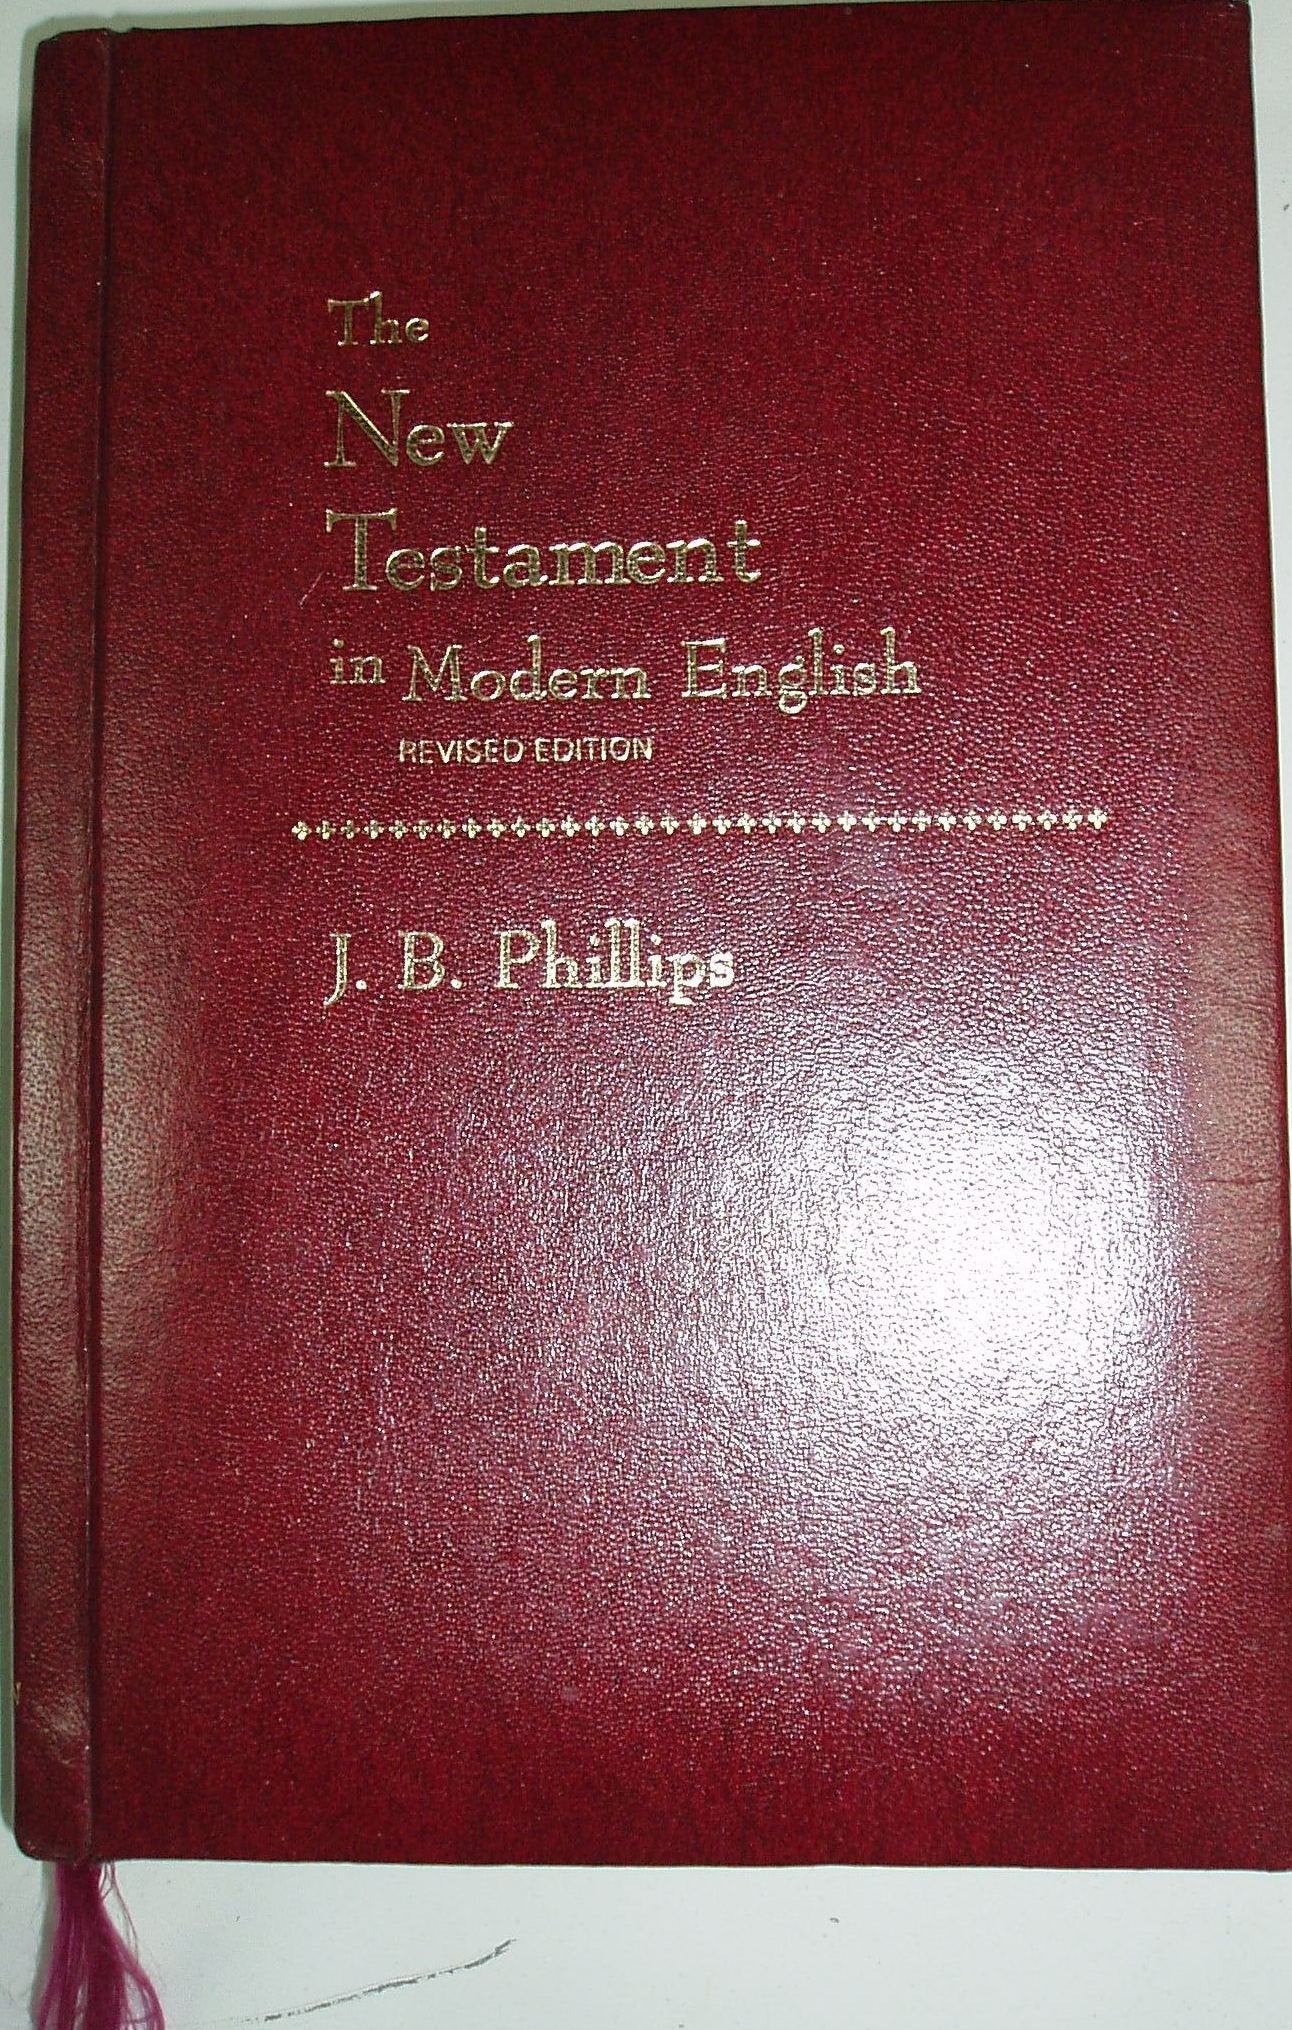 The
New
Testament
in Modern English
REVISED EDITION
J. B. Phillips